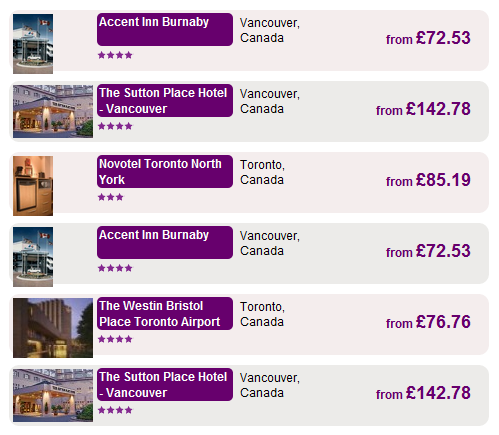 Accent Inn Burnaby
Vancouver,
Canada
from £72.53
The Sutton Place Hotel
- Vancouver
Vancouver,
Canada
from £142.78
Novotel Toronto North
York
Toronto,
Canada
from £85.19
Accent Inn Burnaby
Vancouver,
Canada
from £72.53
The Westin Bristol
Place Toronto Airport
Toronto,
Canada
from £76.76
The Sutton Place Hotel
- Vancouver
Vancouver,
Canada
from £142.78